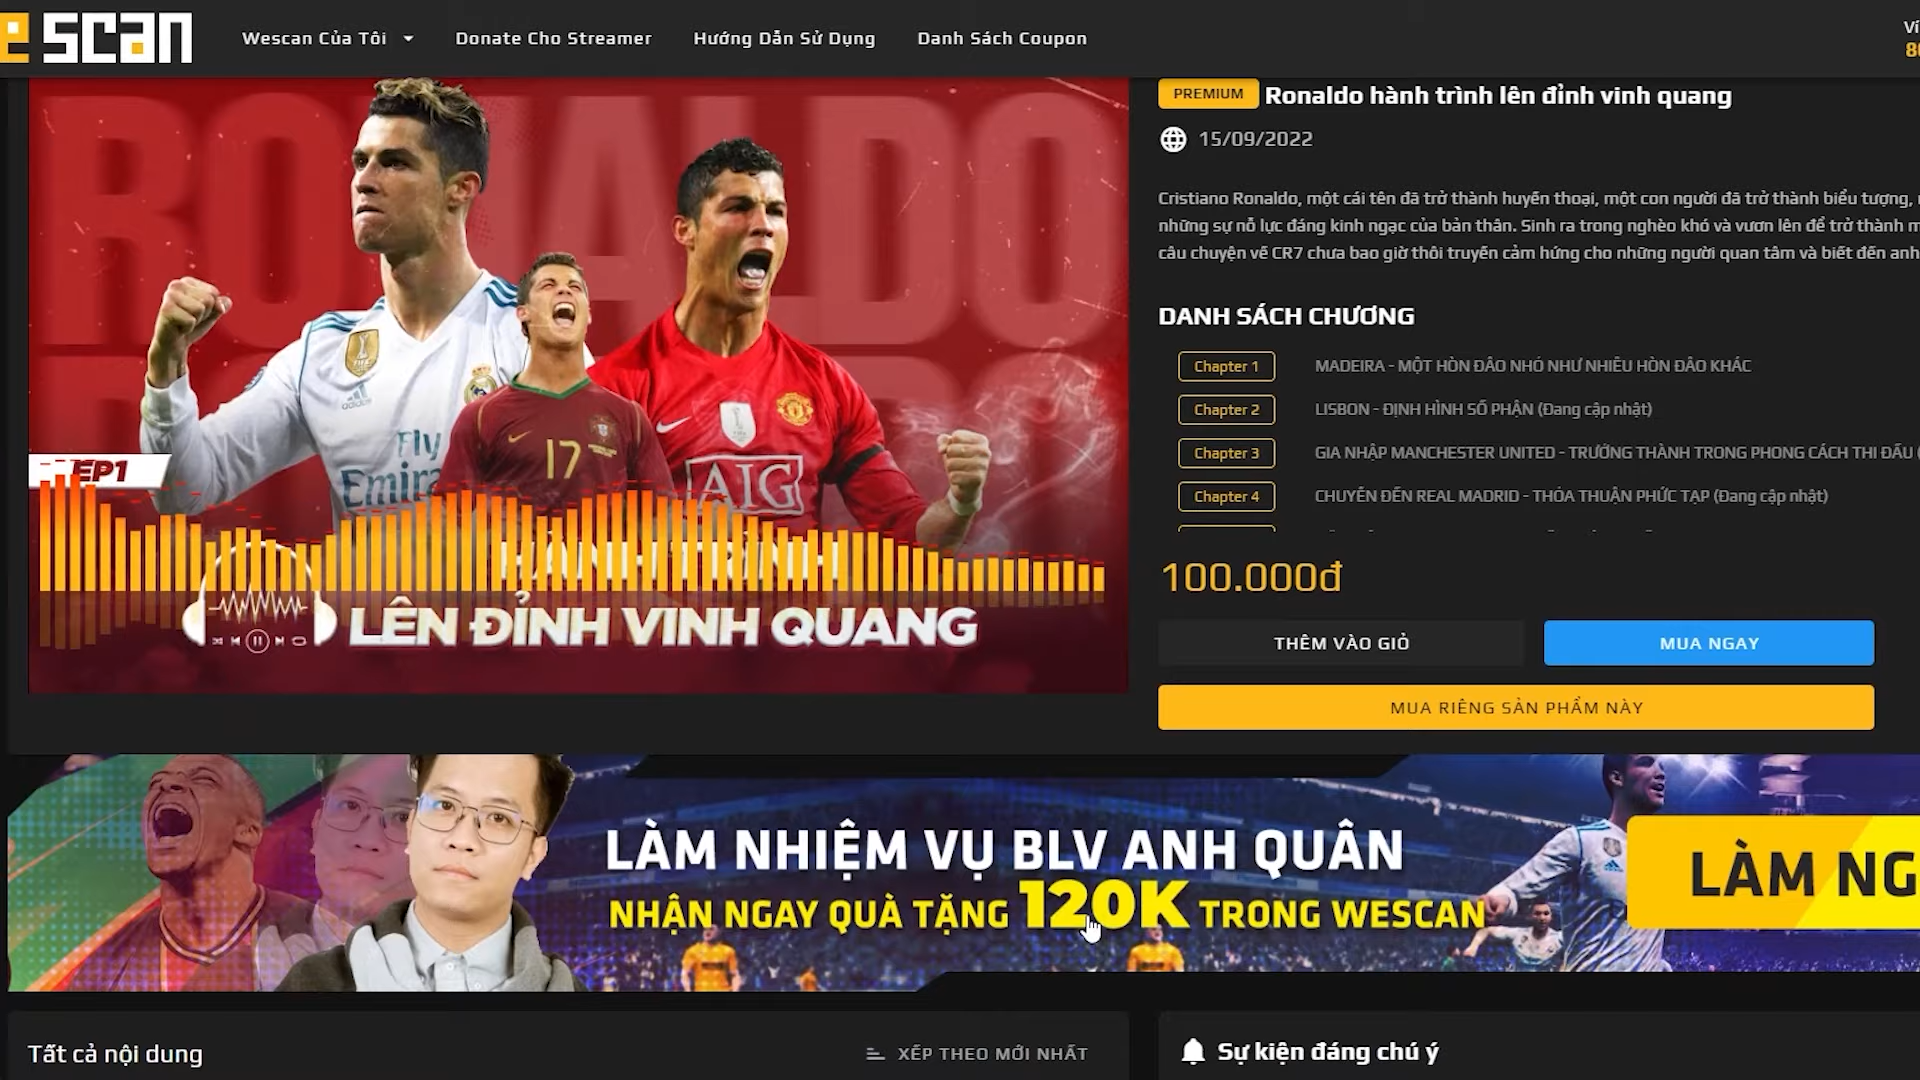 e scan
Wescan Của Tôi
Donate Cho Streamer
Hướng Dẫn Sử Dụng
Danh Sách Coupon
Ví
RONALDO
Fly
Emira
17
AIG
EP1
HÀNH TRÌNH
LÊN ĐỈNH VINH QUANG
PREMIUM
Ronaldo hành trình lên đỉnh vinh quang
15/09/2022
Cristiano Ronaldo, một cái tên đã trở thành huyền thoại, một con người đã trở thành biểu tượng,
những sự nỗ lực đáng kinh ngạc của bản thân. Sinh ra trong nghèo khó và vươn lên để trở thành
câu chuyện về CR7 chưa bao giờ thôi truyền cảm hứng cho những người quan tâm và biết đến anh
DANH SÁCH CHƯƠNG
Chapter 1 MADEIRA - MỘT HÒN ĐẢO NHỎ NHƯ NHIỀU HÒN ĐẢO KHÁC
Chapter 2 LISBON - ĐỊNH HÌNH SỐ PHẬN (Đang cập nhật)
Chapter 3 GIA NHẬP MANCHESTER UNITED - TRƯỞNG THÀNH TRONG PHONG CÁCH THI ĐẤU (
Chapter 4 CHUYỂN ĐẾN REAL MADRID - THỎA THUẬN PHỨC TẠP (Đang cập nhật)
100.000đ
THÊM VÀO GIỎ
MUA NGAY
MUA RIÊNG SẢN PHẨM NÀY
LÀM NHIỆM VỤ BLV ANH QUÂN
NHẬN NGAY QUÀ TẶNG 120K TRONG WESCAN
LÀM NG
Tất cả nội dung
XẾP THEO MỚI NHẤT
Sự kiện đáng chú ý